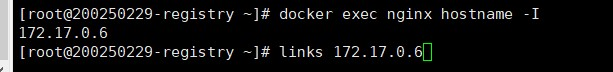 [root@200250229-registry ~]# docker exec nginx hostname -I
172.17.0.6
[root@200250229-registry ~]# links 172.17.0.6